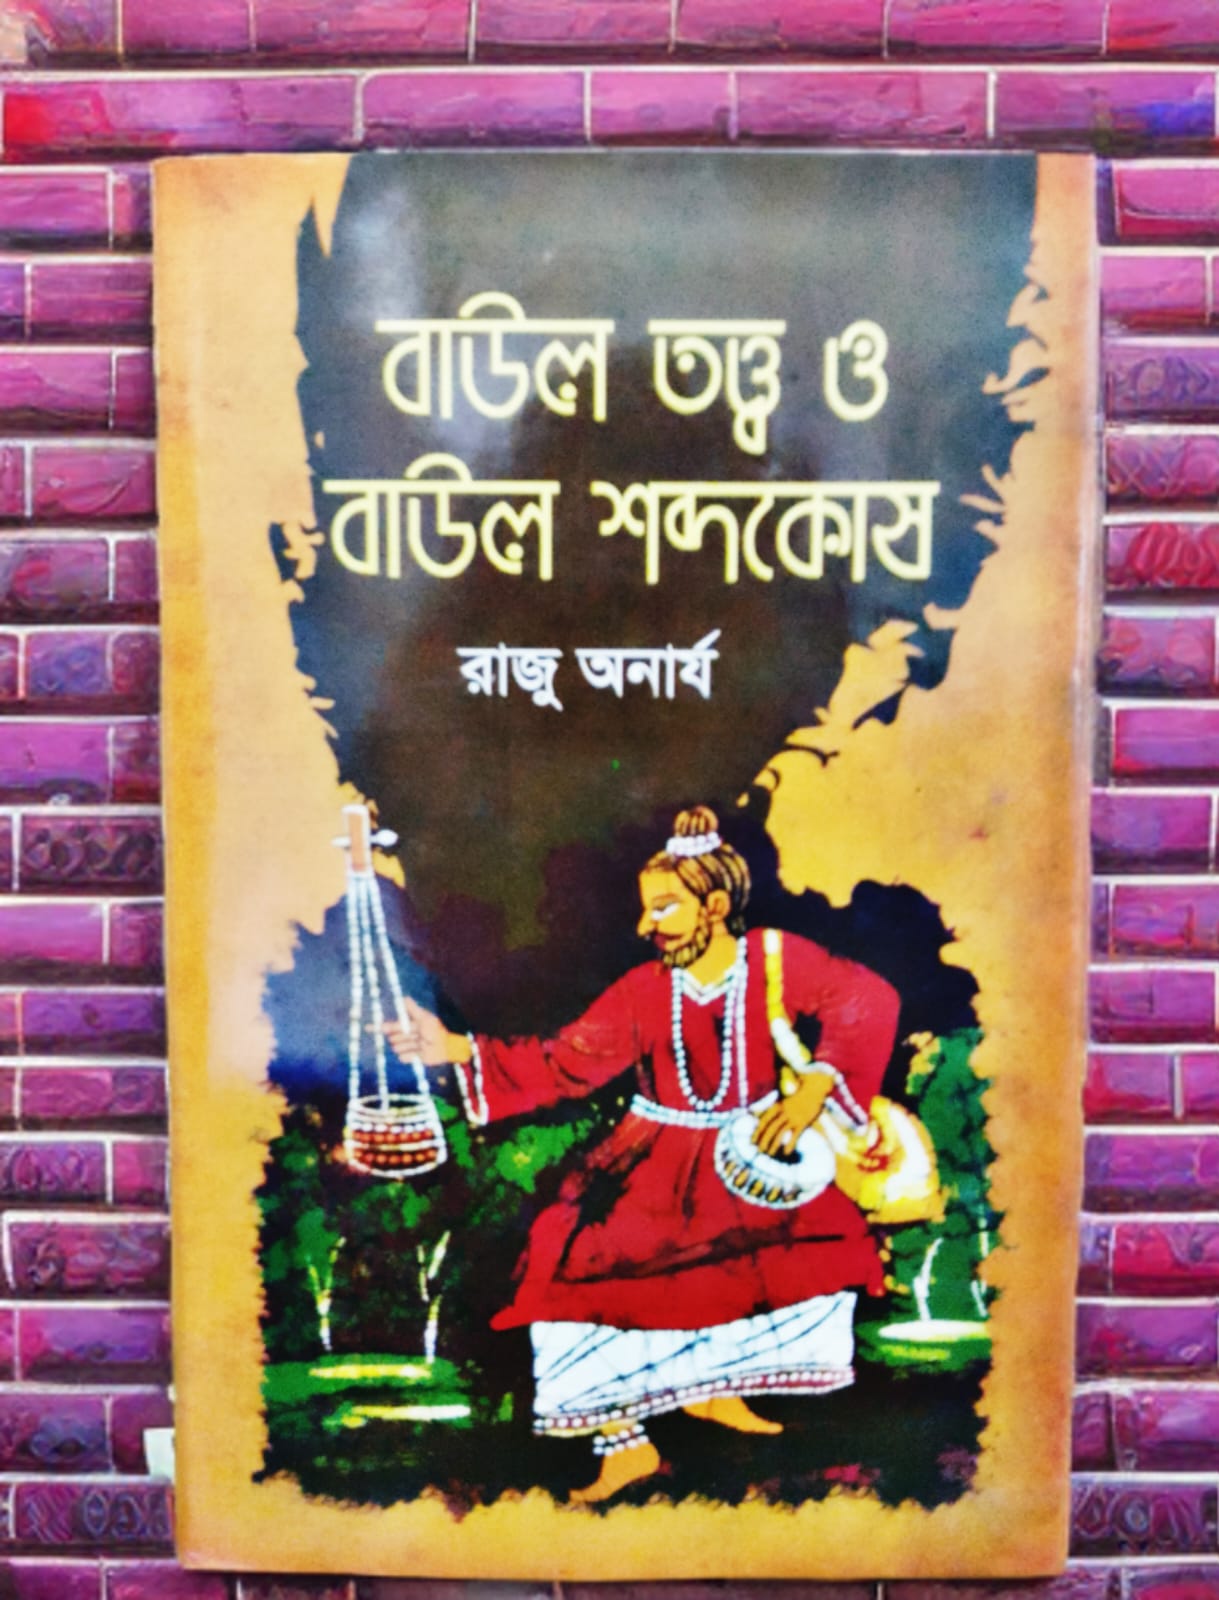 বাউল তত্ত্ব ও
বাউল শব্দকোষ
রাজু অনার্য